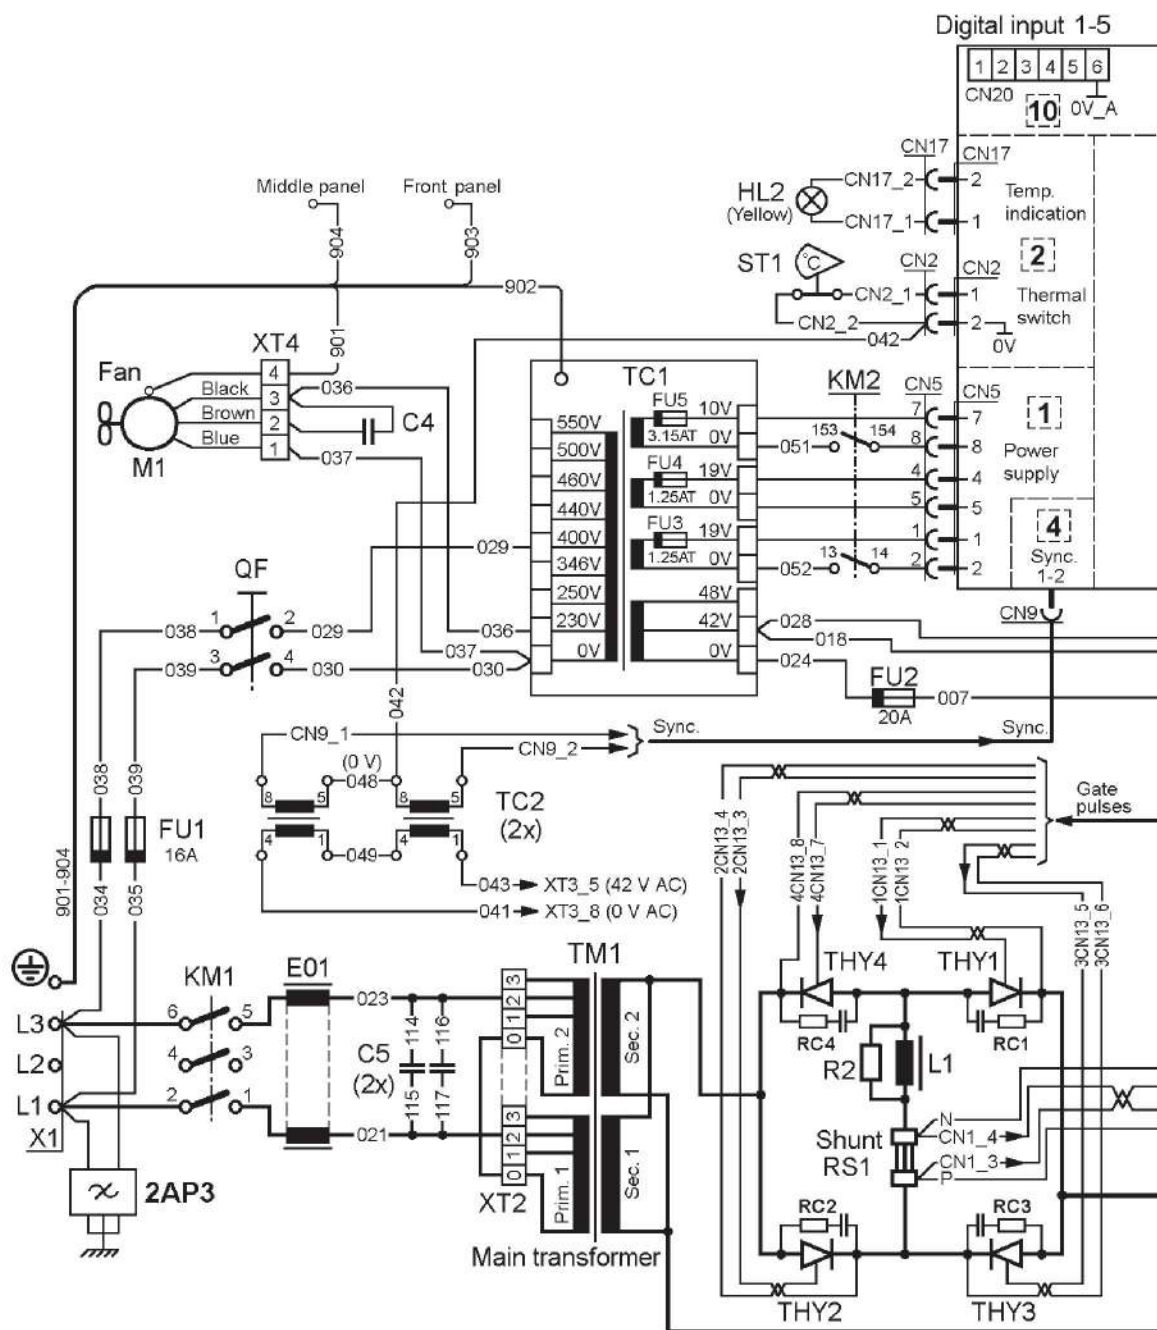 Digital input 1-5
1 2 3 4 5 6
CN20
10
0V_A
CN17
CN17
CN17_2
2
HL2
(Yellow)
Temp.
indication
CN17_1
1
2
Middle panel
Front panel
904
903
ST1
°C
CN2
CN2
CN2_1
1
Thermal
switch
CN2_2
2
042
0V
902
901
XT4
Fan
4
Black
3
036
Brown
2
C4
Blue
1
037
M1
TC1
KM2
CN5
CN5
1
Power
supply
550V
500V
460V
440V
400V
346V
250V
230V
0V
FU5
3.15AT
10V
0V
FU4
1.25AT
19V
0V
FU3
1.25AT
19V
0V
48V
42V
0V
051
153
154
7
7
8
8
4
4
5
5
1
1
052
13
14
2
2
4
Sync.
1-2
CN9
029
QF
038
1
2
029
039
3
4
030
036
037
030
028
018
024
FU2
20A
007
042
CN9_1
CN9_2
Sync.
(0 V)
048
8
5
8
5
TC2
(2x)
4
1
4
1
049
043
XT3_5 (42 V AC)
041
XT3_8 (0 V AC)
038
039
FU1
16A
034
035
901-904
Gate
pulses
2CN13_4
2CN13_3
4CN13_8
4CN13_7
1CN13_1
1CN13_2
3CN13_5
3CN13_6
KM1
E01
TM1
THY4
THY1
L3
6
5
023
L2
4
3
L1
2
1
021
X1
114
116
C5
(2x)
115
117
3
2
1
0
Prim. 2
Sec. 2
3
2
1
0
Prim. 1
Sec. 1
XT2
Main transformer
2AP3
RC4
RC1
R2
L1
N
CN1_4
Shunt
RS1
CN1_3
P
RC2
RC3
THY2
THY3